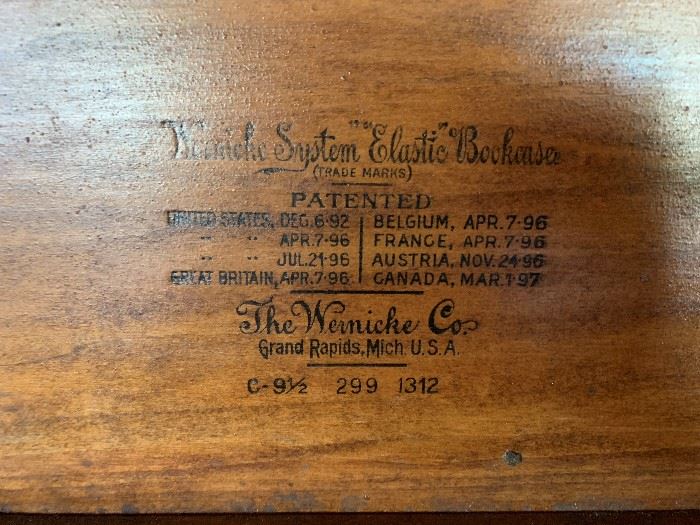 Wernicke System "Elastic" Bookcase
(TRADE MARKS)
PATENTED
UNITED STATES, DEC.6-92 | BELGIUM, APR.7-96
" " APR.7-96 | FRANCE, APR.7-96
" " JUL.21-96 | AUSTRIA, NOV.24-96
GREAT BRITAIN, APR.7-96 | CANADA, MAR.1-97
The Wernicke Co.
Grand Rapids, Mich. U.S.A.
C-9½ 299 1312